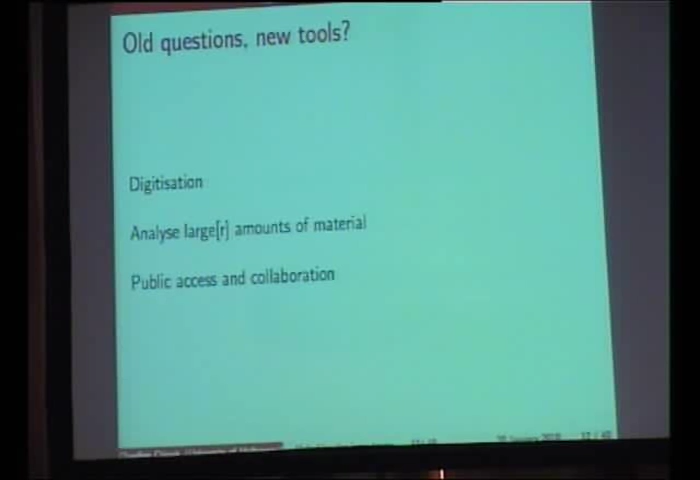 Old questions, new tools?
Digitisation
Analyse large[r] amounts of material
Public access and collaboration